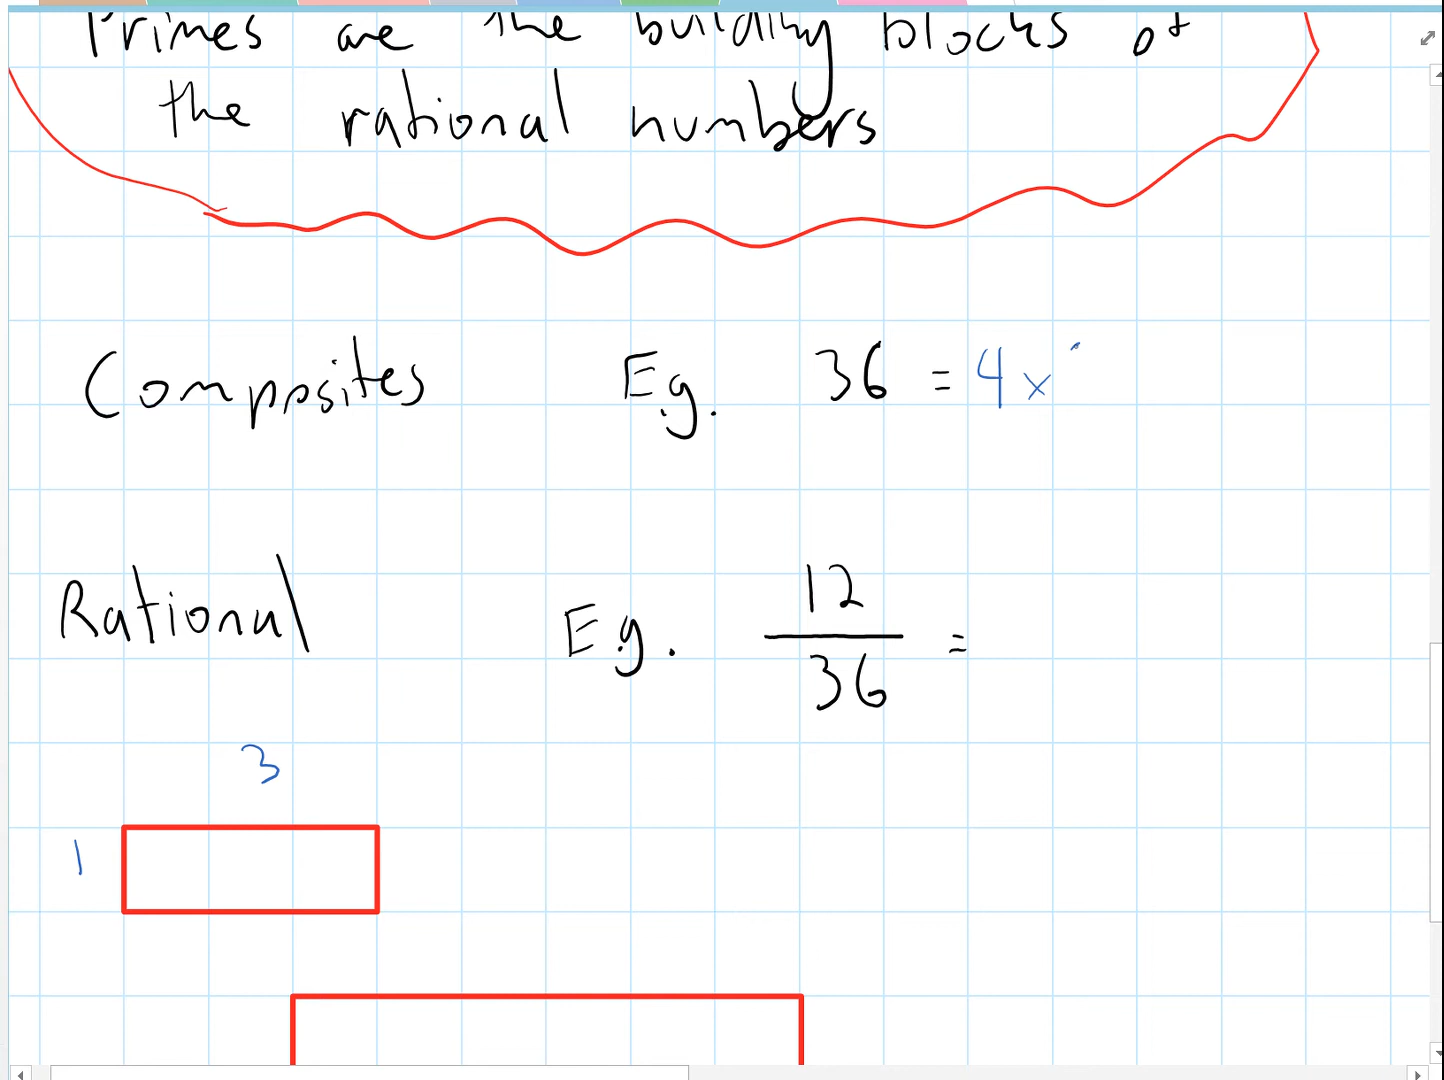 Primes are the building blocks of
the rational numbers
Composites Eg. 36 = 4 x
Rational Eg. 12/36 =
3
1